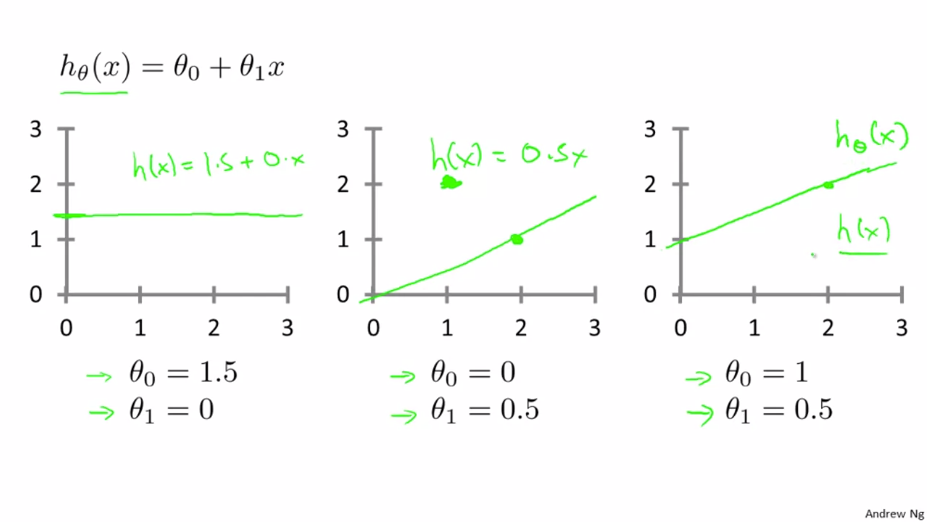 hθ(x) = θ0 + θ1x
3
2
1
0
0 1 2 3
h(x) = 1.5 + 0·x
θ0 = 1.5
θ1 = 0
3
2
1
0
0 1 2 3
h(x) = 0.5x
θ0 = 0
θ1 = 0.5
3
2
1
0
0 1 2 3
hθ(x)
h(x)
θ0 = 1
θ1 = 0.5
Andrew Ng